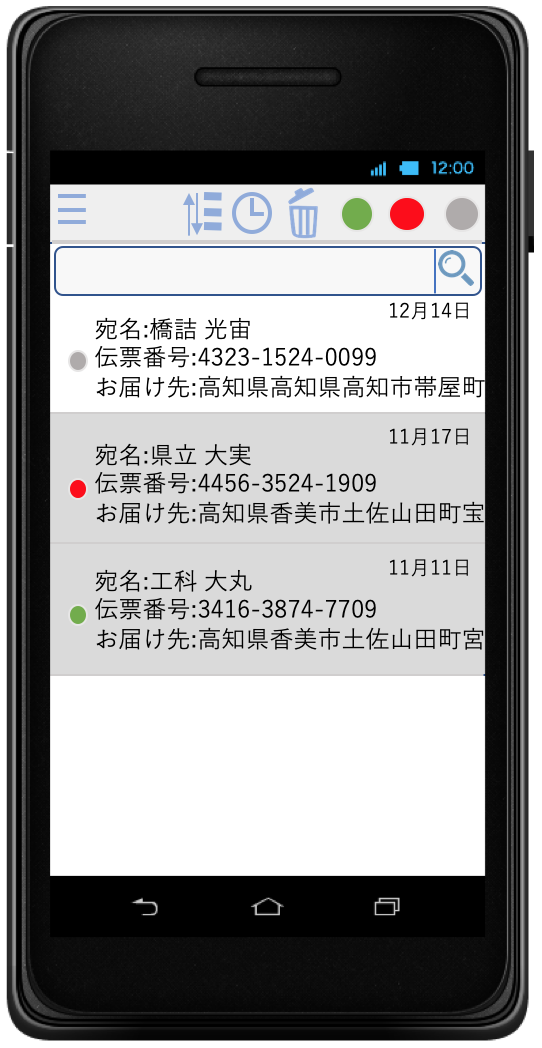 12:00
12月14日
宛名:橋詰 光宙
伝票番号:4323-1524-0099
お届け先:高知県高知県高知市帯屋町
11月17日
宛名:県立 大実
伝票番号:4456-3524-1909
お届け先:高知県香美市土佐山田町宝
11月11日
宛名:工科 大丸
伝票番号:3416-3874-7709
お届け先:高知県香美市土佐山田町宮